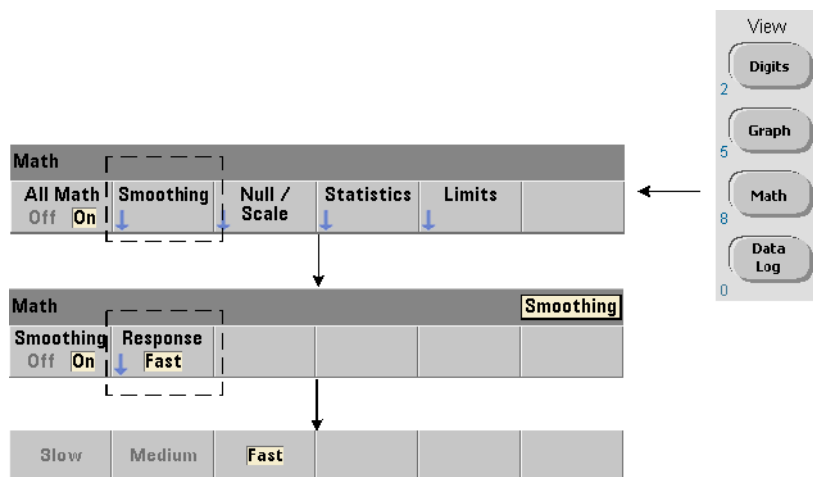 View
Digits
2
Graph
5
Math
8
Data
Log
0
Math
All Math Smoothing Null / Statistics Limits
Off On Scale
Math Smoothing
Smoothing Response
Off On Fast
Slow Medium Fast